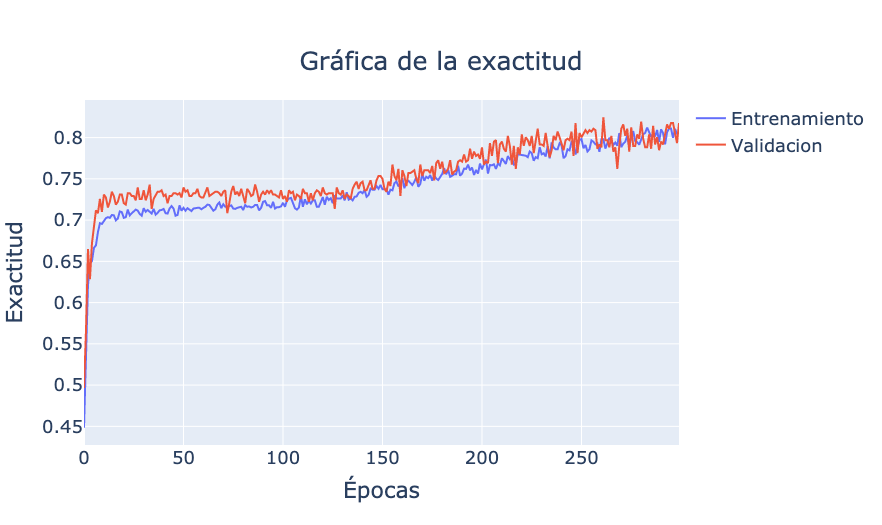 Gráfica de la exactitud
Entrenamiento
Validacion
0.8
0.75
0.7
0.65
0.6
0.55
0.5
0.45
Exactitud
0 50 100 150 200 250
Épocas